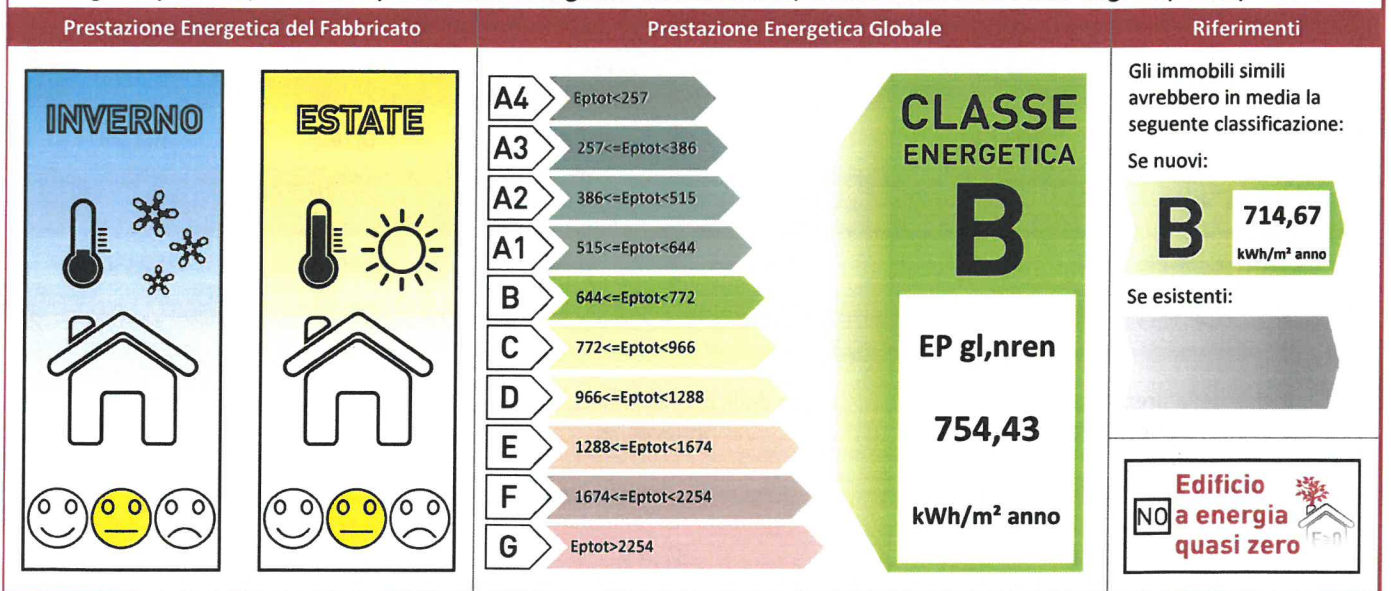 Prestazione Energetica del Fabbricato
Prestazione Energetica Globale
Riferimenti
INVERNO
ESTATE
A4 Eptot<257
A3 257<=Eptot<386
A2 386<=Eptot<515
A1 515<=Eptot<644
B 644<=Eptot<772
C 772<=Eptot<966
D 966<=Eptot<1288
E 1288<=Eptot<1674
F 1674<=Eptot<2254
G Eptot>2254
CLASSE
ENERGETICA
B
EP gl,nren
754,43
kWh/m² anno
Gli immobili simili
avrebbero in media la
seguente classificazione:
Se nuovi:
B 714,67
kWh/m² anno
Se esistenti:
Edificio
NO a energia
quasi zero